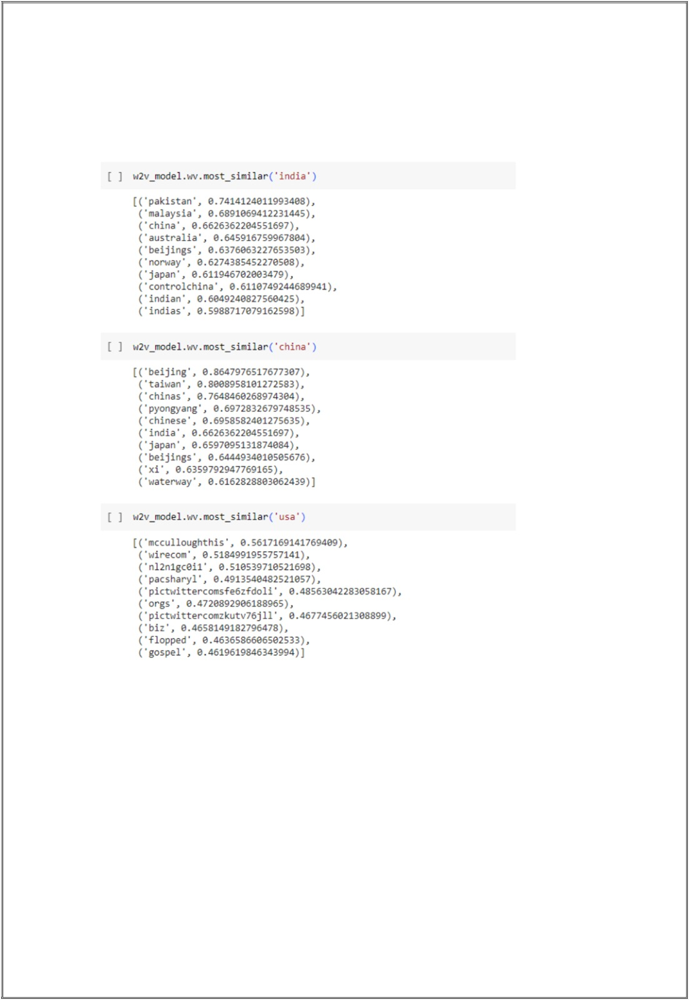 [ ] w2v_model.wv.most_similar('india')
[('pakistan', 0.7414124011993408),
('malaysia', 0.6891069412231445),
('china', 0.6626362204551697),
('australia', 0.645916759967804),
('beijings', 0.6376063227653503),
('norway', 0.6274385452270508),
('japan', 0.611946702003479),
('controlchina', 0.6110749244689941),
('indian', 0.6049240827560425),
('indias', 0.5988717079162598)]
[ ] w2v_model.wv.most_similar('china')
[('beijing', 0.8647976517677307),
('taiwan', 0.8008958101272583),
('chinas', 0.7648460268974304),
('pyongyang', 0.6972832679748535),
('chinese', 0.6958582401275635),
('india', 0.6626362204551697),
('japan', 0.6597095131874084),
('beijings', 0.6444934010505676),
('xi', 0.6359792947769165),
('waterway', 0.6162828803062439)]
[ ] w2v_model.wv.most_similar('usa')
[('mcculloughthis', 0.5617169141769409),
('wirecom', 0.5184991955757141),
('nl2n1gc0i1', 0.510539710521698),
('pacsharyl', 0.4913540482521057),
('pictwittercomsfe6zfdoli', 0.48563042283058167),
('orgs', 0.4720892906188965),
('pictwittercomzkutv76jll', 0.4677456021308899),
('biz', 0.4658149182796478),
('flopped', 0.4636586606502533),
('gospel', 0.4619619846343994)]